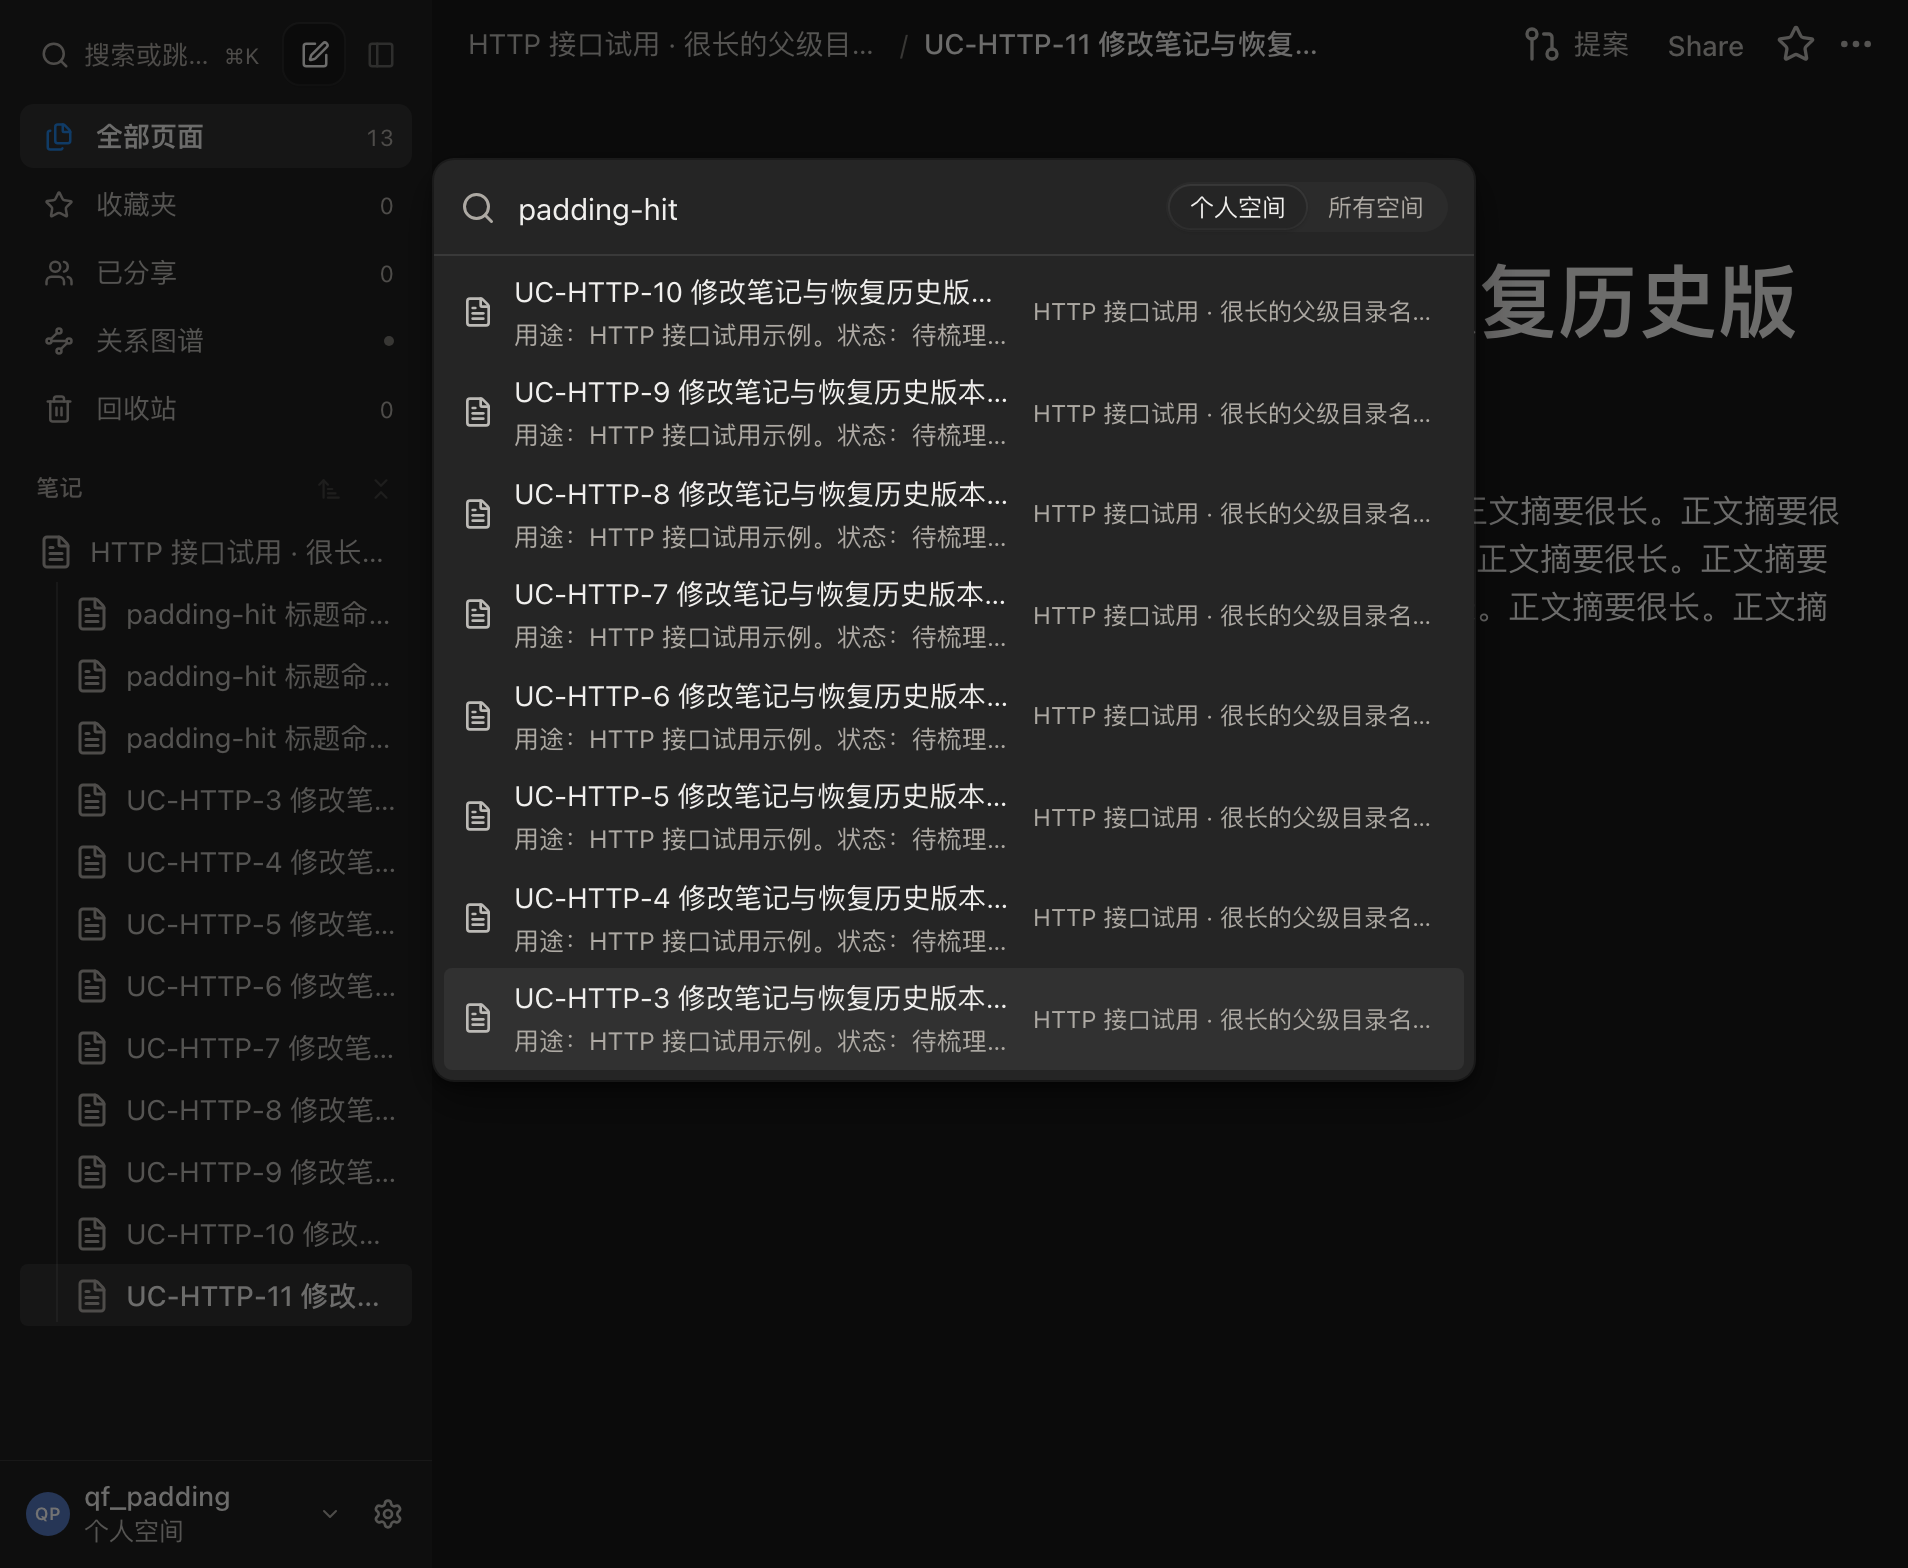 搜索或跳... ⌘K
全部页面 13
收藏夹 0
已分享 0
关系图谱
回收站 0
笔记
HTTP 接口试用 · 很长...
padding-hit 标题命...
padding-hit 标题命...
padding-hit 标题命...
UC-HTTP-3 修改笔...
UC-HTTP-4 修改笔...
UC-HTTP-5 修改笔...
UC-HTTP-6 修改笔...
UC-HTTP-7 修改笔...
UC-HTTP-8 修改笔...
UC-HTTP-9 修改笔...
UC-HTTP-10 修改...
UC-HTTP-11 修改...
QP
qf_padding
个人空间
HTTP 接口试用 · 很长的父级目... / UC-HTTP-11 修改笔记与恢复...
提案 Share
复历史版
正文摘要很长。正文摘要很
正文摘要很长。正文摘要
。正文摘要很长。正文摘
padding-hit
个人空间 所有空间
UC-HTTP-10 修改笔记与恢复历史版...
用途：HTTP 接口试用示例。状态：待梳理...
HTTP 接口试用 · 很长的父级目录名...
UC-HTTP-9 修改笔记与恢复历史版本...
用途：HTTP 接口试用示例。状态：待梳理...
HTTP 接口试用 · 很长的父级目录名...
UC-HTTP-8 修改笔记与恢复历史版本...
用途：HTTP 接口试用示例。状态：待梳理...
HTTP 接口试用 · 很长的父级目录名...
UC-HTTP-7 修改笔记与恢复历史版本...
用途：HTTP 接口试用示例。状态：待梳理...
HTTP 接口试用 · 很长的父级目录名...
UC-HTTP-6 修改笔记与恢复历史版本...
用途：HTTP 接口试用示例。状态：待梳理...
HTTP 接口试用 · 很长的父级目录名...
UC-HTTP-5 修改笔记与恢复历史版本...
用途：HTTP 接口试用示例。状态：待梳理...
HTTP 接口试用 · 很长的父级目录名...
UC-HTTP-4 修改笔记与恢复历史版本...
用途：HTTP 接口试用示例。状态：待梳理...
HTTP 接口试用 · 很长的父级目录名...
UC-HTTP-3 修改笔记与恢复历史版本...
用途：HTTP 接口试用示例。状态：待梳理...
HTTP 接口试用 · 很长的父级目录名...